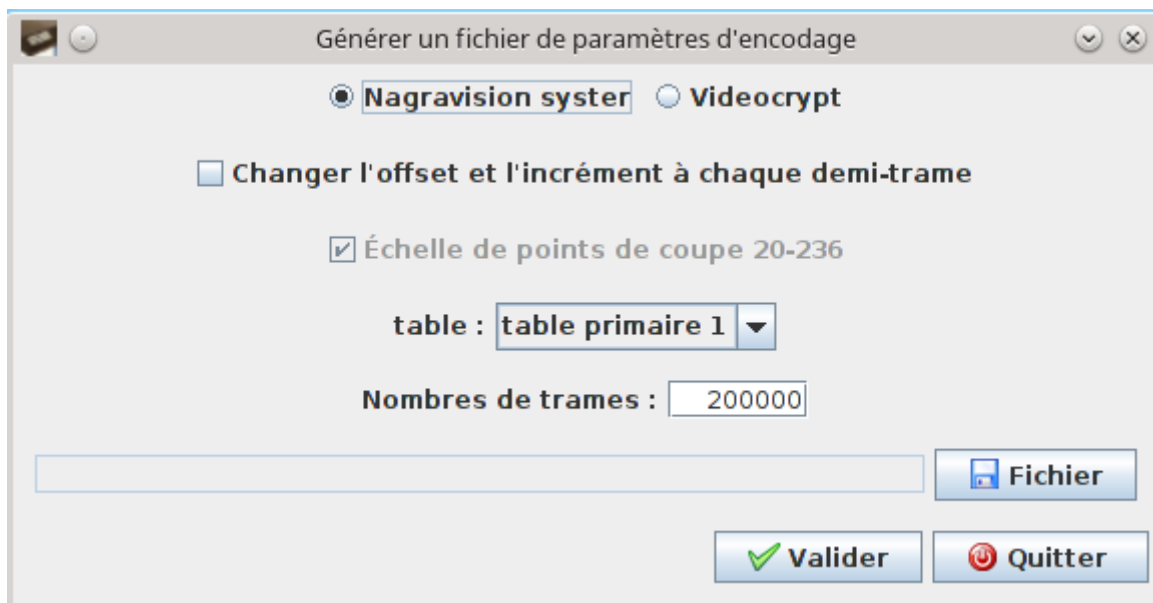 Générer un fichier de paramètres d'encodage
Nagravision syster Videocrypt
Changer l'offset et l'incrément à chaque demi-trame
Échelle de points de coupe 20-236
table : table primaire 1
Nombres de trames : 200000
Fichier
Valider Quitter